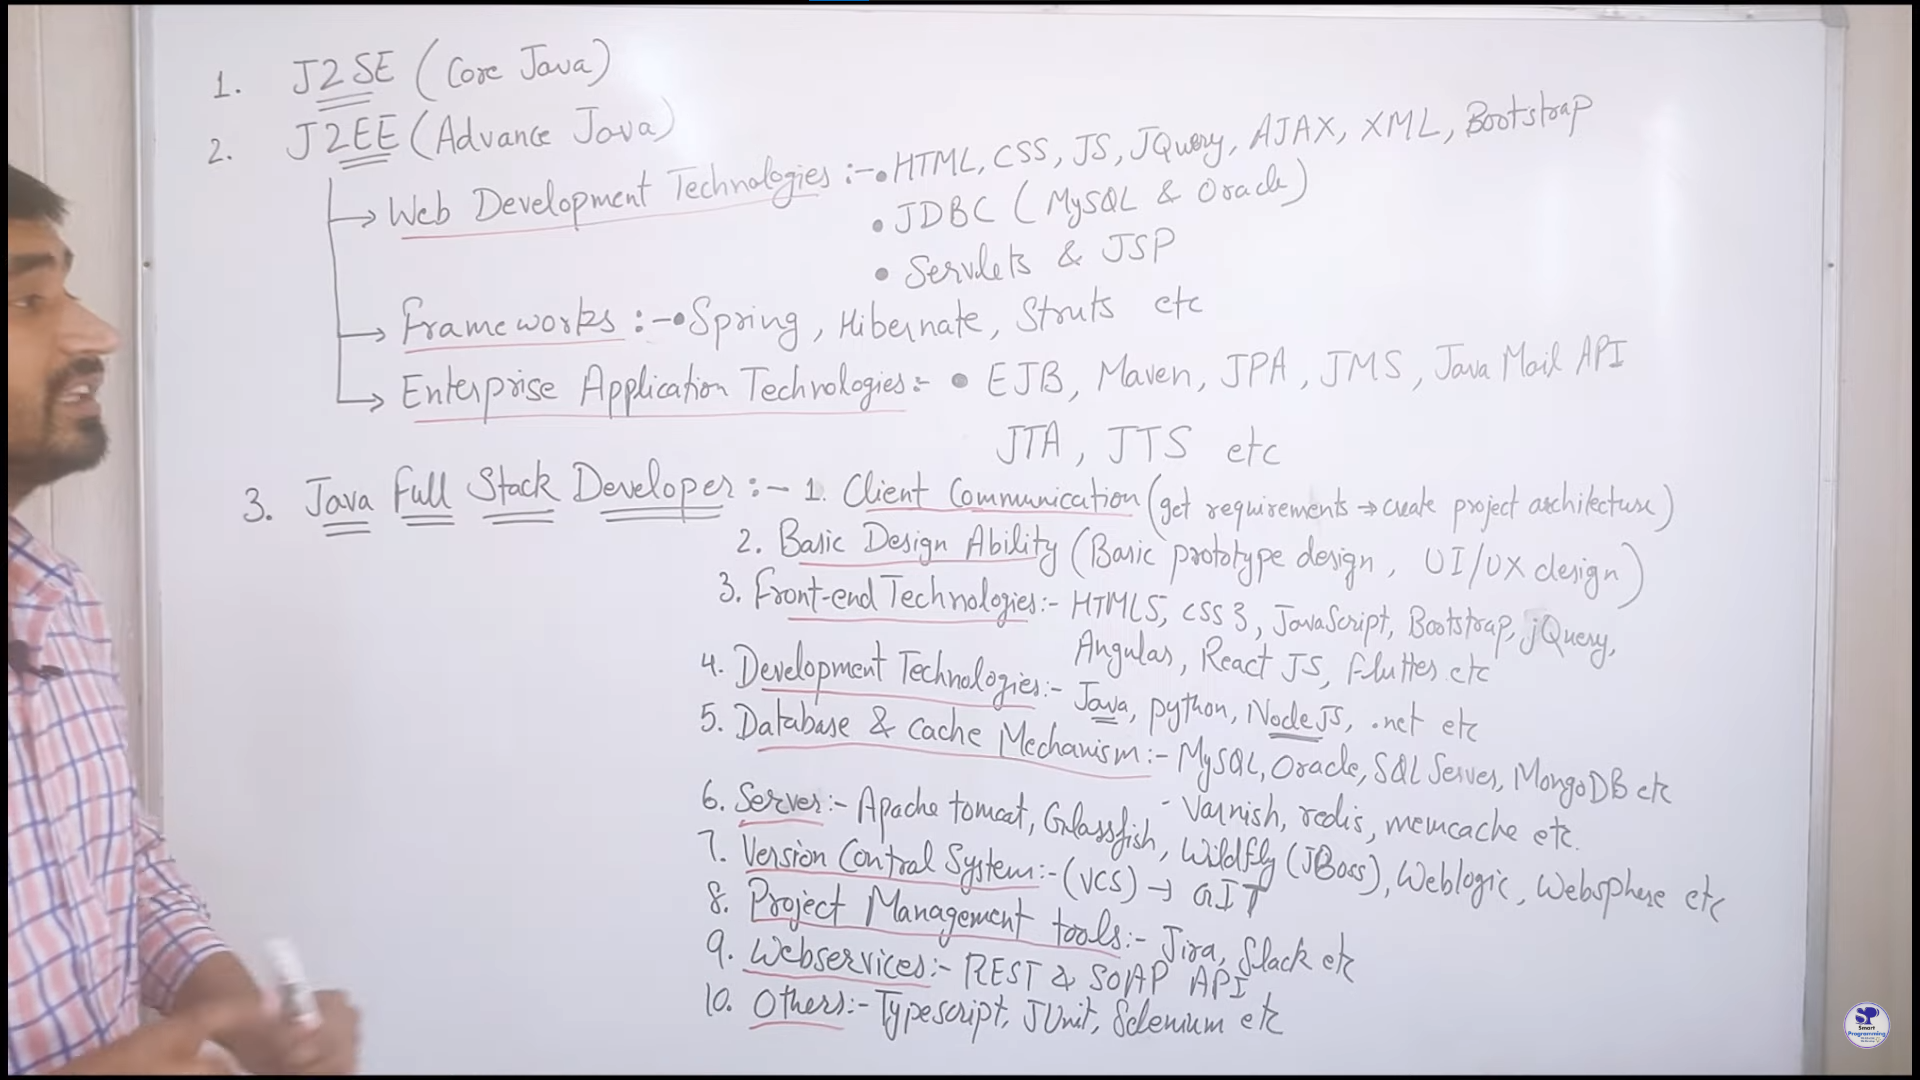 1. J2SE (Core Java)
2. J2EE (Advance Java)
→ Web Development Technologies :- • HTML, CSS, JS, JQuery, AJAX, XML, Bootstrap
• JDBC (MySQL & Oracle)
• Servlets & JSP
→ Frameworks :- • Spring, Hibernate, Struts etc
→ Enterprise Application Technologies:- • EJB, Maven, JPA, JMS, Java Mail API
JTA, JTS etc
3. Java Full Stack Developer :- 1. Client Communication (get requirements → create project architecture)
2. Basic Design Ability (Basic prototype design, UI/UX design)
3. Front-end Technologies:- HTML5, CSS3, JavaScript, Bootstrap, jQuery,
Angular, React JS, Flutter etc
4. Development Technologies:- Java, python, NodeJS, .net etc
5. Database & Cache Mechanism:- MySQL, Oracle, SQL Server, MongoDB etc
- Varnish, redis, memcache etc.
6. Server:- Apache tomcat, Glassfish, Wildfly (JBoss), Weblogic, Websphere etc
7. Version Control System:- (VCS) → GIT
8. Project Management tools:- Jira, Slack etc
9. Webservices:- REST & SOAP API
10. Others:- Typescript, JUnit, Selenium etc
SP
Smart
Programming